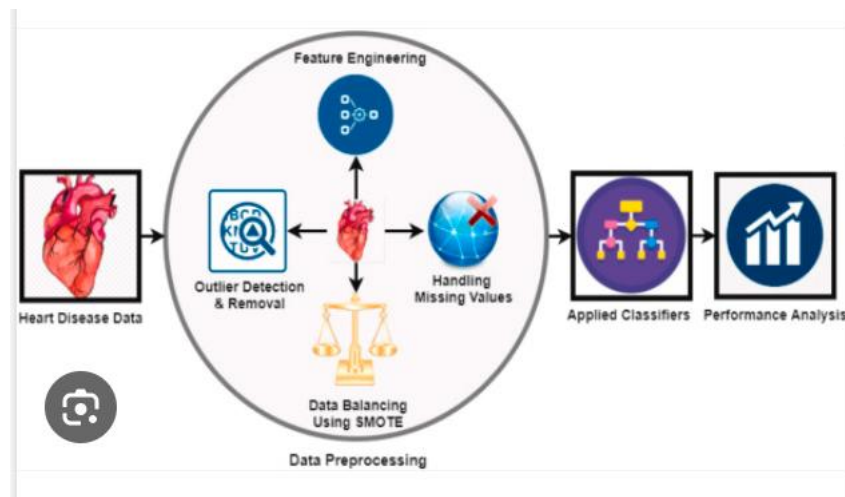 Feature Engineering
Outlier Detection
& Removal
Handling
Missing Values
Heart Disease Data
Applied Classifiers
Performance Analysis
Data Balancing
Using SMOTE
Data Preprocessing